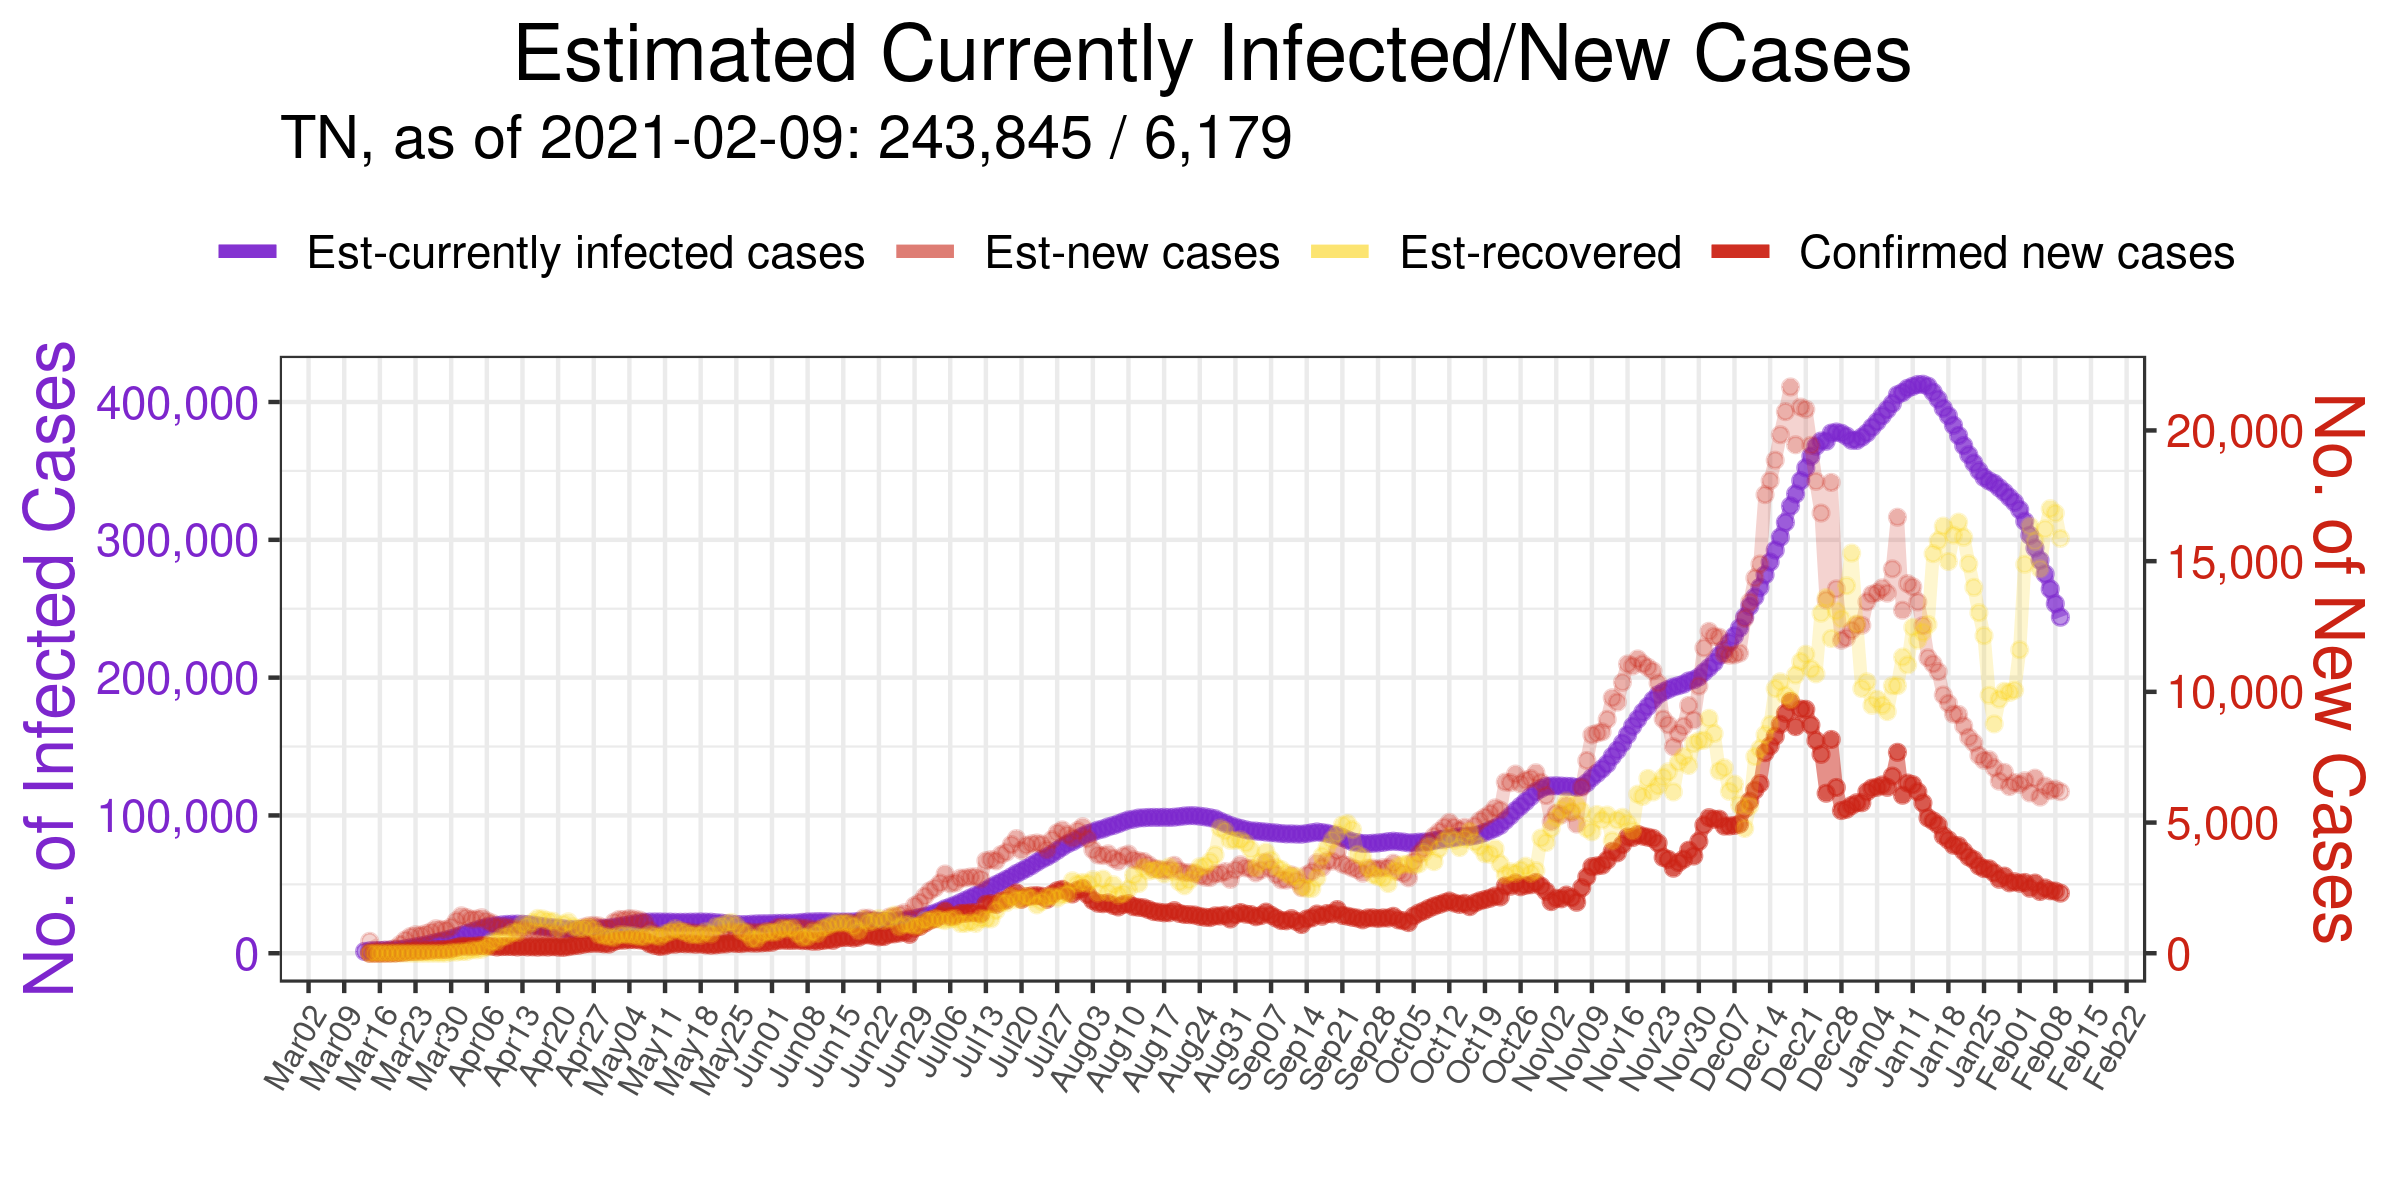 Estimated Currently Infected/New Cases
TN, as of 2021-02-09: 243,845 / 6,179
Est-currently infected cases
Est-new cases
Est-recovered
Confirmed new cases
No. of Infected Cases
400,000
300,000
200,000
100,000
0
20,000
15,000
10,000
5,000
0
No. of New Cases
Mar02
Mar09
Mar16
Mar23
Mar30
Apr06
Apr13
Apr20
Apr27
May04
May11
May18
May25
Jun01
Jun08
Jun15
Jun22
Jun29
Jul06
Jul13
Jul20
Jul27
Aug03
Aug10
Aug17
Aug24
Aug31
Sep07
Sep14
Sep21
Sep28
Oct05
Oct12
Oct19
Oct26
Nov02
Nov09
Nov16
Nov23
Nov30
Dec07
Dec14
Dec21
Dec28
Jan04
Jan11
Jan18
Jan25
Feb01
Feb08
Feb15
Feb22